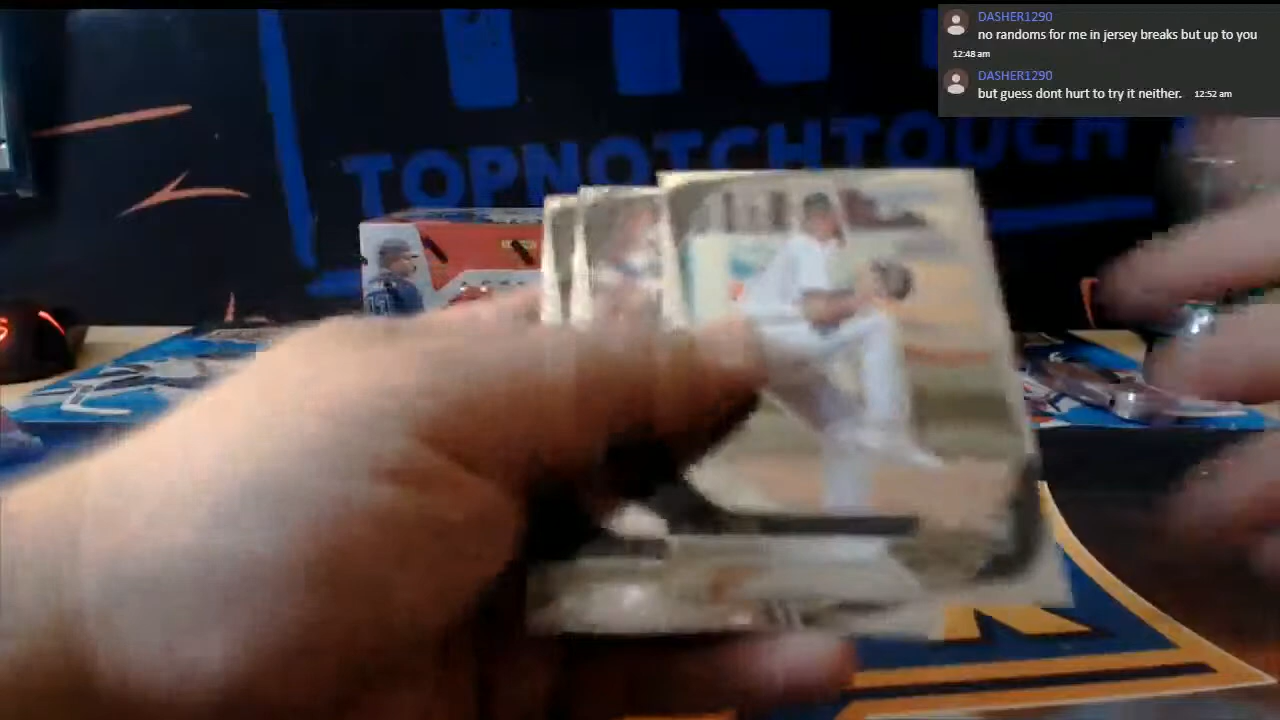 DASHER1290
no randoms for me in jersey breaks but up to you
12:48 am
DASHER1290
but guess dont hurt to try it neither. 12:52 am
TOPNOTCHTOUCH